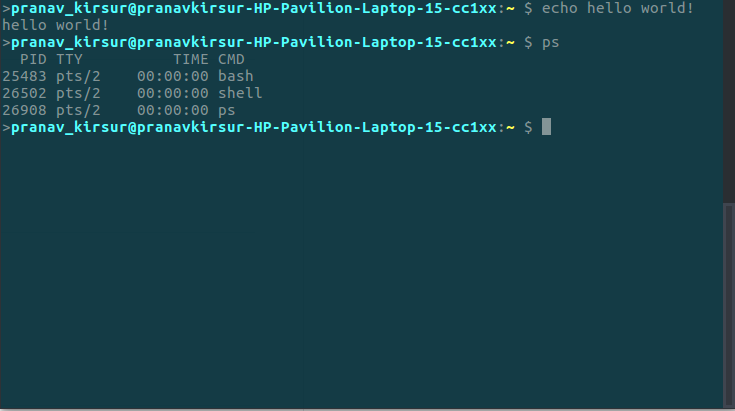 >pranav_kirsur@pranavkirsur-HP-Pavilion-Laptop-15-cc1xx:~ $ echo hello world!
hello world!
>pranav_kirsur@pranavkirsur-HP-Pavilion-Laptop-15-cc1xx:~ $ ps
  PID TTY          TIME CMD
25483 pts/2    00:00:00 bash
26502 pts/2    00:00:00 shell
26908 pts/2    00:00:00 ps
>pranav_kirsur@pranavkirsur-HP-Pavilion-Laptop-15-cc1xx:~ $